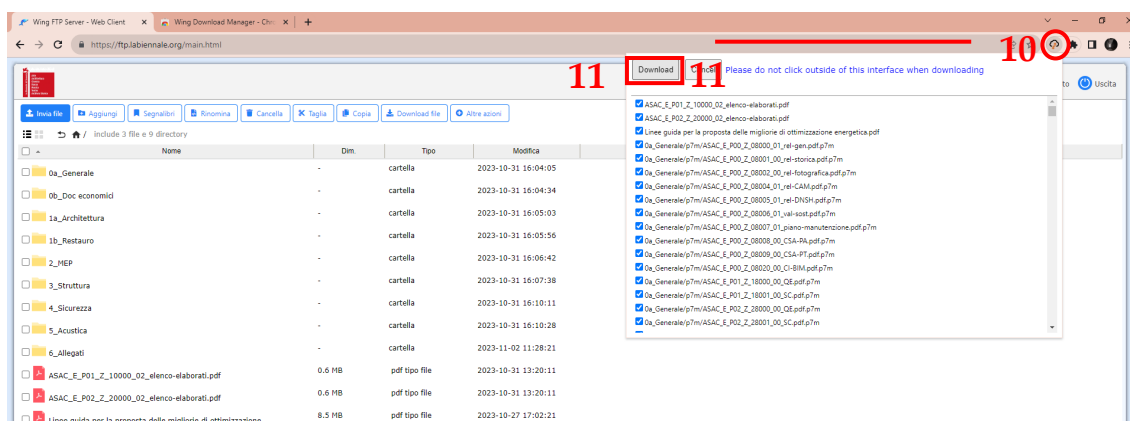 Wing FTP Server - Web Client
Wing Download Manager - Chr
https://ftp.labiennale.org/main.html
10
11
Download
11
Please do not click outside of this interface when downloading
Uscita
Invia file
Aggiungi
Segnalibri
Rinomina
Cancella
Taglia
Copia
Download file
Altre azioni
/ include 3 file e 9 directory
Nome Dim. Tipo Modifica
0a_Generale - cartella 2023-10-31 16:04:05
0b_Doc economici - cartella 2023-10-31 16:04:34
1a_Architettura - cartella 2023-10-31 16:05:03
1b_Restauro - cartella 2023-10-31 16:05:56
2_MEP - cartella 2023-10-31 16:06:42
3_Struttura - cartella 2023-10-31 16:07:38
4_Sicurezza - cartella 2023-10-31 16:10:11
5_Acustica - cartella 2023-10-31 16:10:28
6_Allegati - cartella 2023-11-02 11:28:21
ASAC_E_P01_Z_10000_02_elenco-elaborati.pdf 0.6 MB pdf tipo file 2023-10-31 13:20:11
ASAC_E_P02_Z_20000_02_elenco-elaborati.pdf 0.6 MB pdf tipo file 2023-10-31 13:20:11
Linee guida per la proposta delle migliorie di ottimizzazione 8.5 MB pdf tipo file 2023-10-27 17:02:21
ASAC_E_P01_Z_10000_02_elenco-elaborati.pdf
ASAC_E_P02_Z_20000_02_elenco-elaborati.pdf
Linee guida per la proposta delle migliorie di ottimizzazione energetica.pdf
0a_Generale/p7m/ASAC_E_P00_Z_08000_01_rel-gen.pdf.p7m
0a_Generale/p7m/ASAC_E_P00_Z_08001_00_rel-storica.pdf.p7m
0a_Generale/p7m/ASAC_E_P00_Z_08002_00_rel-fotografica.pdf.p7m
0a_Generale/p7m/ASAC_E_P00_Z_08004_01_rel-CAM.pdf.p7m
0a_Generale/p7m/ASAC_E_P00_Z_08005_01_rel-DNSH.pdf.p7m
0a_Generale/p7m/ASAC_E_P00_Z_08006_01_val-sost.pdf.p7m
0a_Generale/p7m/ASAC_E_P00_Z_08007_01_piano-manutenzione.pdf.p7m
0a_Generale/p7m/ASAC_E_P00_Z_08008_00_CSA-PA.pdf.p7m
0a_Generale/p7m/ASAC_E_P00_Z_08009_00_CSA-PT.pdf.p7m
0a_Generale/p7m/ASAC_E_P00_Z_08020_00_CI-BIM.pdf.p7m
0a_Generale/p7m/ASAC_E_P01_Z_18000_00_QE.pdf.p7m
0a_Generale/p7m/ASAC_E_P01_Z_18001_00_SC.pdf.p7m
0a_Generale/p7m/ASAC_E_P02_Z_28000_00_QE.pdf.p7m
0a_Generale/p7m/ASAC_E_P02_Z_28001_00_SC.pdf.p7m